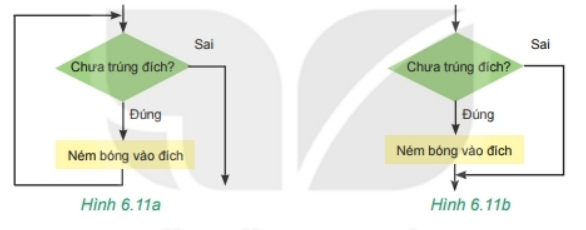 Sai
Chưa trúng đích?
Đúng
Ném bóng vào đích
Hình 6.11a
Sai
Chưa trúng đích?
Đúng
Ném bóng vào đích
Hình 6.11b